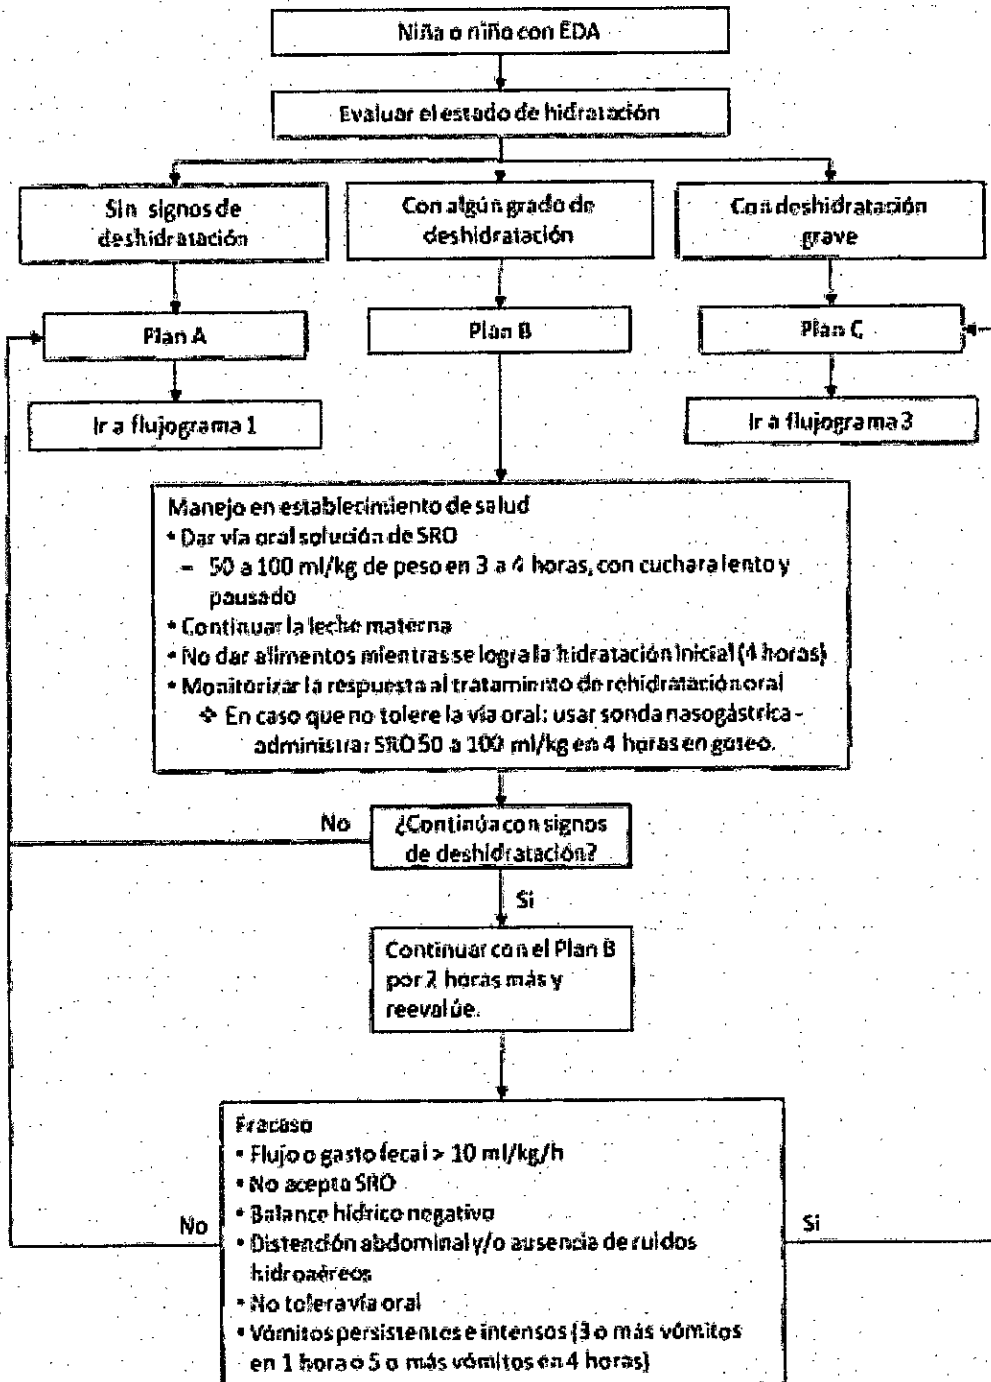 Niña o niño con EDA
Evaluar el estado de hidratación
Sin signos de
deshidratación
Con algún grado de
deshidratación
Con deshidratación
grave
Plan A
Plan B
Plan C
Ir a flujograma 1
Ir a flujograma 3
Manejo en establecimiento de salud
• Dar vía oral solución de SRO
– 50 a 100 ml/kg de peso en 3 a 4 horas, con cuchara lento y
pausado
• Continuar la leche materna
• No dar alimentos mientras se logra la hidratación inicial (4 horas)
• Monitorizar la respuesta al tratamiento de rehidratación oral
❖ En caso que no tolere la vía oral: usar sonda nasogástrica -
administrar SRO 50 a 100 ml/kg en 4 horas en goteo.
No
¿Continúa con signos
de deshidratación?
Si
Continuar con el Plan B
por 2 horas más y
reevalúe.
Fracaso
• Flujo o gasto fecal > 10 ml/kg/h
• No acepta SRO
• Balance hídrico negativo
• Distención abdominal y/o ausencia de ruidos
hidroaéreos
• No tolera vía oral
• Vómitos persistentes e intensos (3 o más vómitos
en 1 hora o 5 o más vómitos en 4 horas)
No
Si